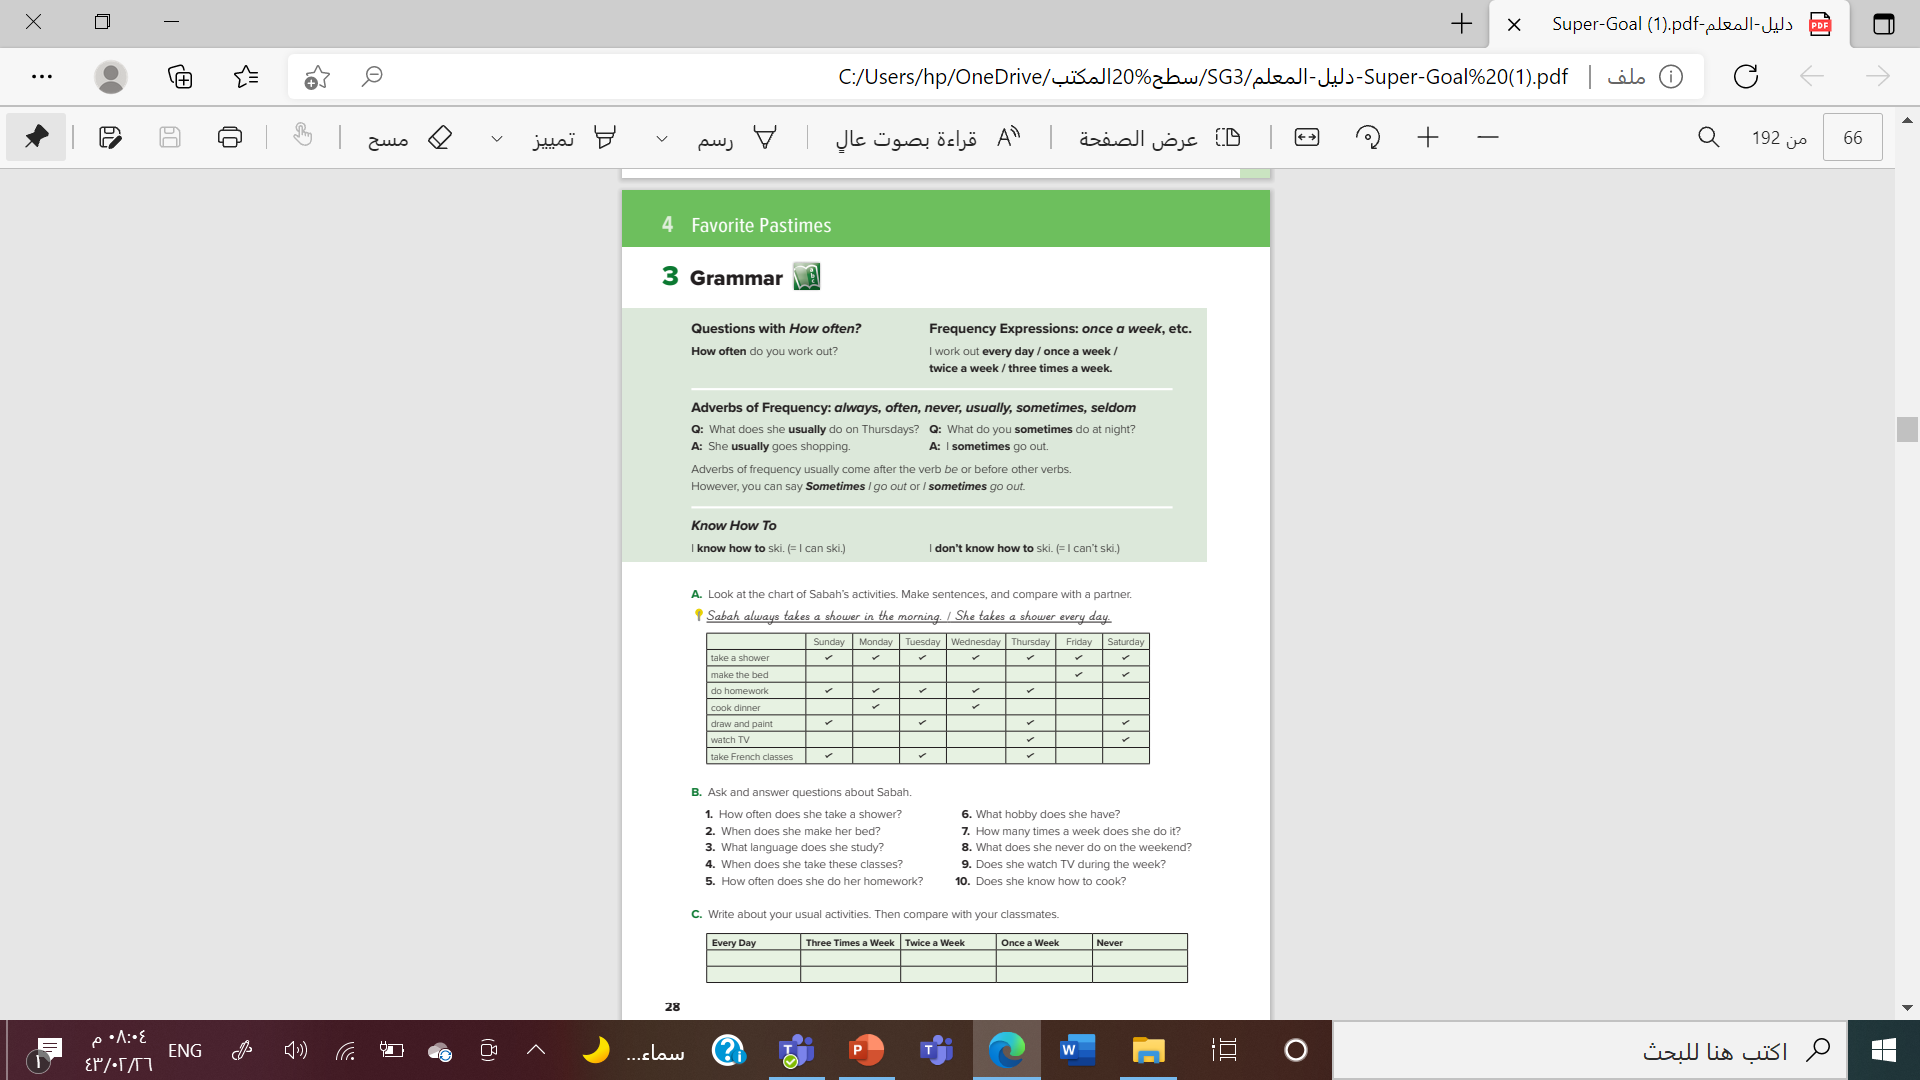 دليل-المعلم-Super-Goal (1).pdf
ملف
C:/Users/hp/OneDrive/سطح%20المكتب/SG3/دليل-المعلم-Super-Goal%20(1).pdf
66
من 192
عرض الصفحة
قراءة بصوت عالٍ
رسم
تمييز
مسح
4 Favorite Pastimes
3 Grammar
Questions with How often?
How often do you work out?
Frequency Expressions: once a week, etc.
I work out every day / once a week /
twice a week / three times a week.
Adverbs of Frequency: always, often, never, usually, sometimes, seldom
Q: What does she usually do on Thursdays? Q: What do you sometimes do at night?
A: She usually goes shopping. A: I sometimes go out.
Adverbs of frequency usually come after the verb be or before other verbs.
However, you can say Sometimes I go out or I sometimes go out.
Know How To
I know how to ski. (= I can ski.) I don't know how to ski. (= I can't ski.)
A. Look at the chart of Sabah's activities. Make sentences, and compare with a partner.
Sabah always takes a shower in the morning. / She takes a shower every day.
Sunday Monday Tuesday Wednesday Thursday Friday Saturday
take a shower ✓ ✓ ✓ ✓ ✓ ✓ ✓
make the bed ✓ ✓
do homework ✓ ✓ ✓ ✓ ✓
cook dinner ✓ ✓
draw and paint ✓ ✓ ✓ ✓
watch TV ✓ ✓
take French classes ✓ ✓ ✓
B. Ask and answer questions about Sabah.
1. How often does she take a shower?
2. When does she make her bed?
3. What language does she study?
4. When does she take these classes?
5. How often does she do her homework?
6. What hobby does she have?
7. How many times a week does she do it?
8. What does she never do on the weekend?
9. Does she watch TV during the week?
10. Does she know how to cook?
C. Write about your usual activities. Then compare with your classmates.
Every Day Three Times a Week Twice a Week Once a Week Never
28
اكتب هنا للبحث
سماء...
ENG
٠٨:٠٤ م
٤٣/٠٢/٢٦
١